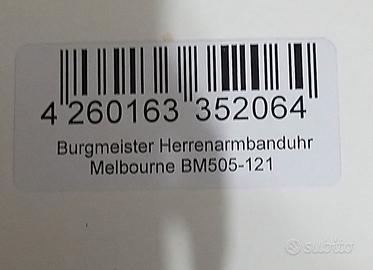 4 260163 352064
Burgmeister Herrenarmbanduhr
Melbourne BM505-121
subito